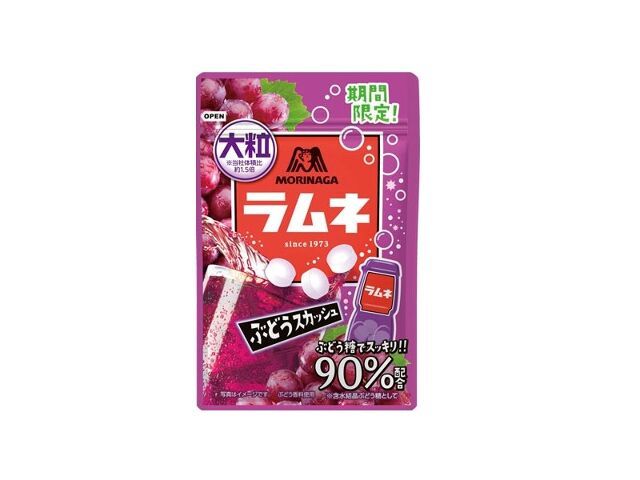 期間
限定!
OPEN
大粒
※当社体積比
約1.5倍
MORINAGA
ラムネ
since 1973
ラムネ
ぶどうスカッシュ
ぶどう糖でスッキリ!!
90%配合
写真はイメージです。 ぶどう香料使用 ※含水結晶ぶどう糖として